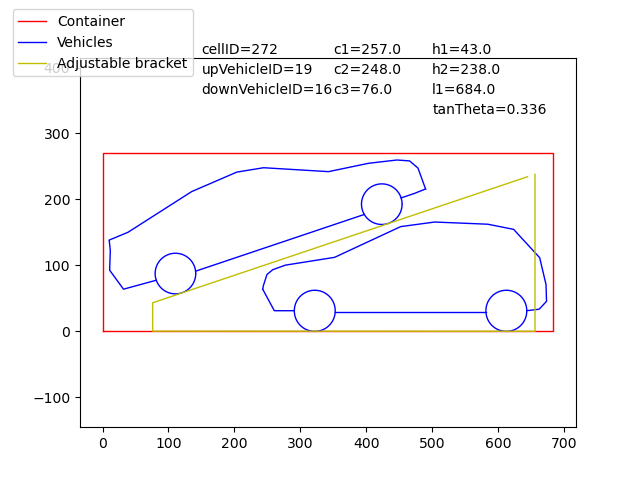 Container
Vehicles
Adjustable bracket
cellID=272 c1=257.0 h1=43.0
upVehicleID=19 c2=248.0 h2=238.0
downVehicleID=16 c3=76.0 l1=684.0
tanTheta=0.336
400
300
200
100
0
−100
0 100 200 300 400 500 600 700